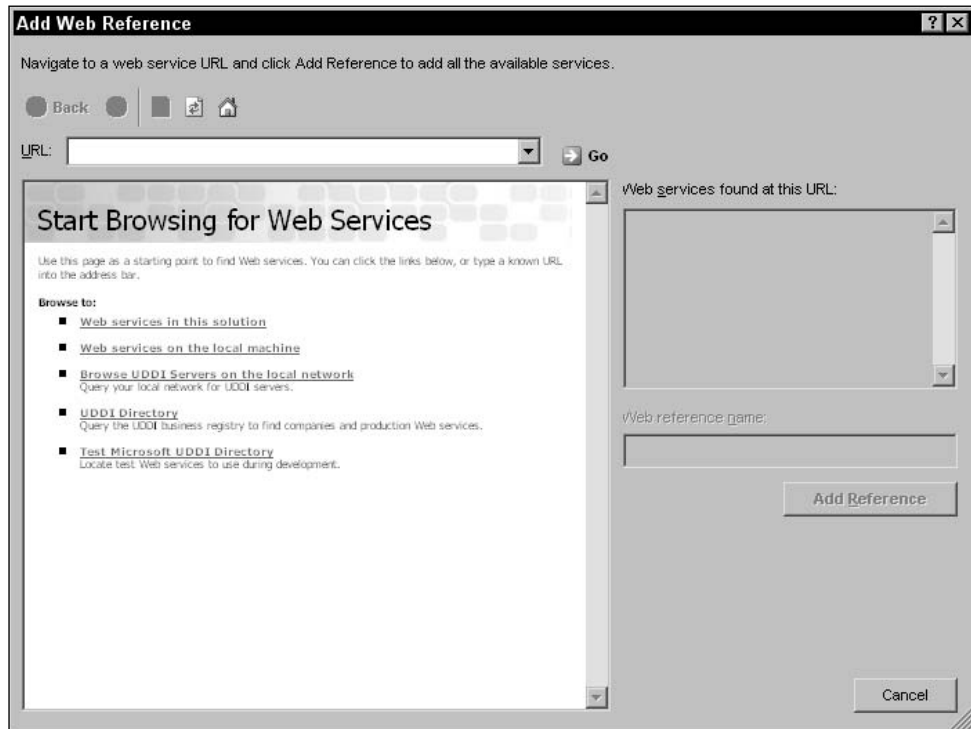 Add Web Reference
Navigate to a web service URL and click Add Reference to add all the available services.
Back
URL:
Go
Start Browsing for Web Services
Use this page as a starting point to find Web services. You can click the links below, or type a known URL
into the address bar.
Browse to:
Web services in this solution
Web services on the local machine
Browse UDDI Servers on the local network
Query your local network for UDDI servers.
UDDI Directory
Query the UDDI business registry to find companies and production Web services.
Test Microsoft UDDI Directory
Locate test Web services to use during development.
Web services found at this URL:
Web reference name:
Add Reference
Cancel